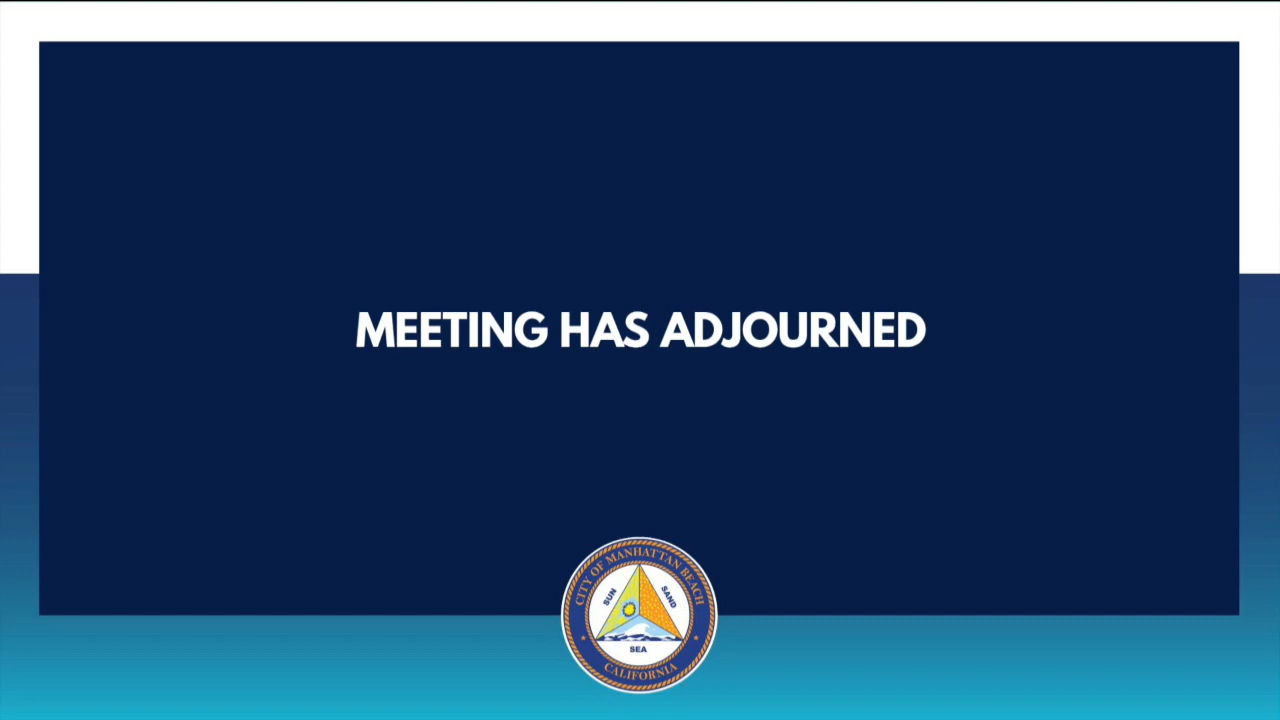 MEETING HAS ADJOURNED
CITY OF MANHATTAN BEACH
SUN
SAND
SEA
CALIFORNIA